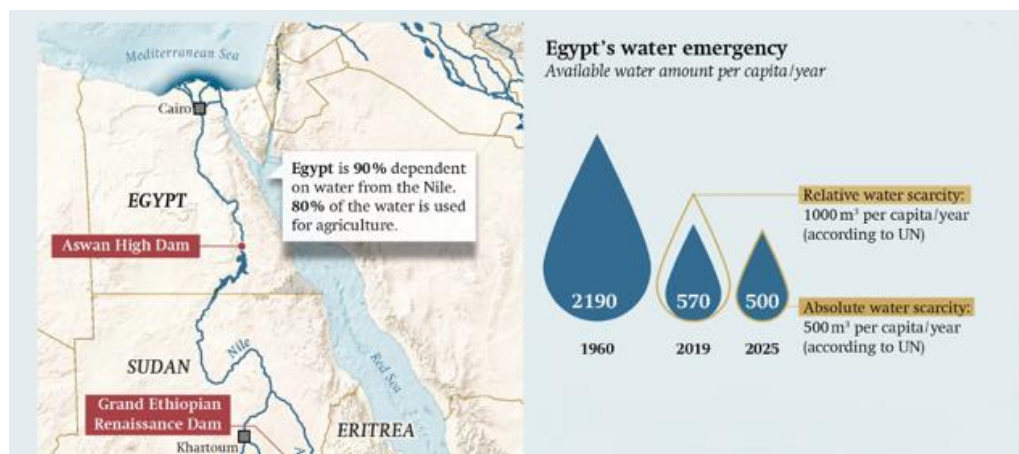 Mediterranean Sea
Cairo
EGYPT
Egypt is 90% dependent
on water from the Nile.
80% of the water is used
for agriculture.
Aswan High Dam
SUDAN
Nile
Red Sea
Grand Ethiopian
Renaissance Dam
Khartoum
ERITREA
Egypt's water emergency
Available water amount per capita/year
Relative water scarcity:
1000 m³ per capita/year
(according to UN)
2190
570
500
Absolute water scarcity:
500 m³ per capita/year
(according to UN)
1960
2019
2025